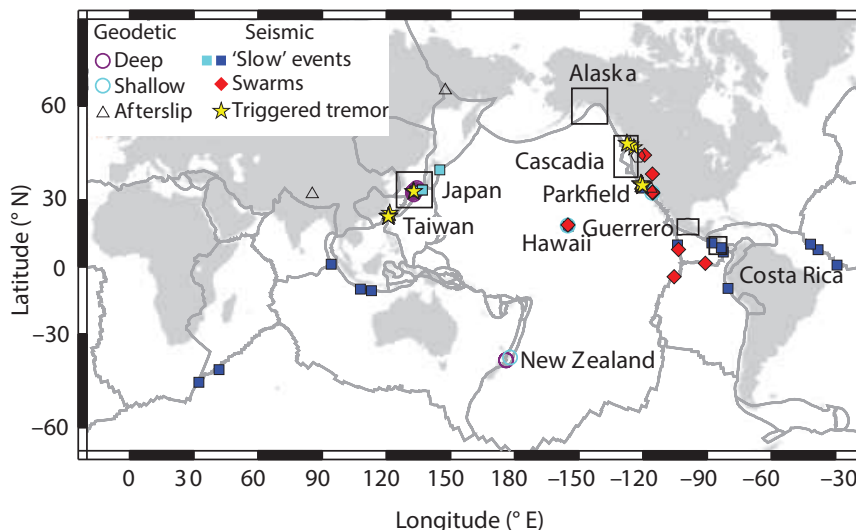 Geodetic Seismic
Deep 'Slow' events
Shallow Swarms
Afterslip Triggered tremor
Alaska
Cascadia
Japan
Parkfield
Taiwan
Guerrero
Hawaii
Costa Rica
New Zealand
Latitude (° N)
60
30
0
−30
−60
0 30 60 90 120 150 180 −150 −120 −90 −60 −30
Longitude (° E)